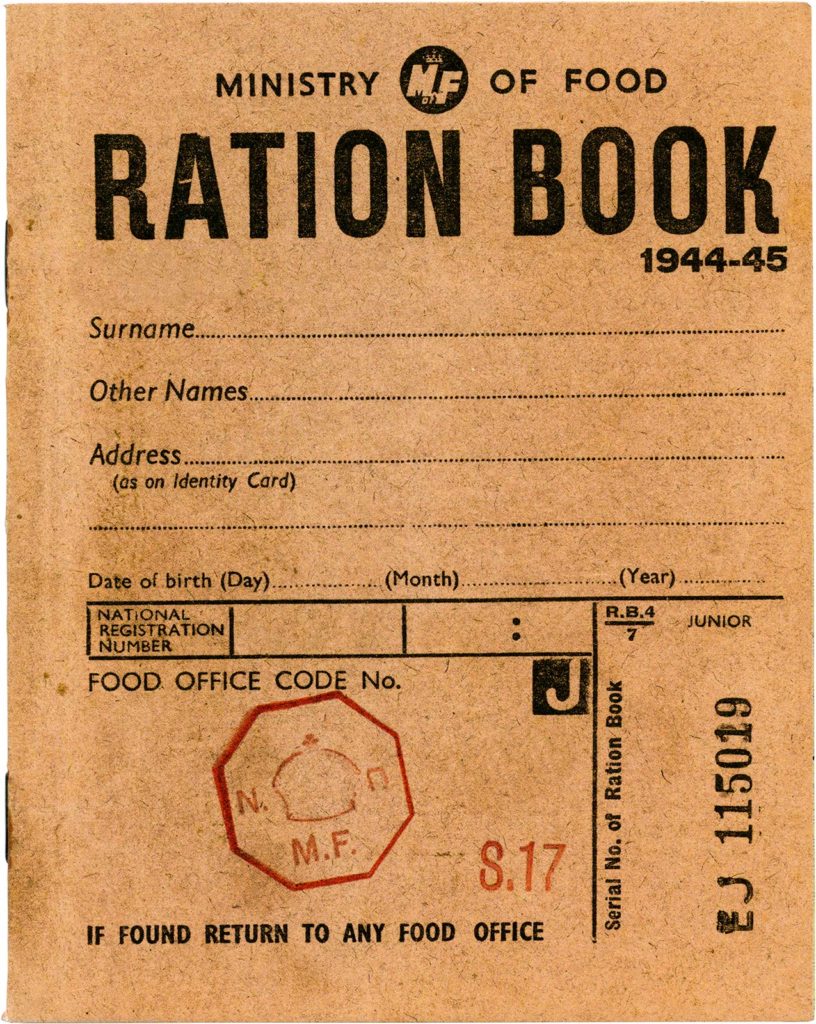 MINISTRY M.F OF FOOD
RATION BOOK
1944-45
Surname
Other Names
Address
(as on Identity Card)
Date of birth (Day) (Month) (Year)
NATIONAL
REGISTRATION
NUMBER
:
R.B.4
7
JUNIOR
FOOD OFFICE CODE No.
J
N.
M.F.
S.17
Serial No. of Ration Book
EJ 115019
IF FOUND RETURN TO ANY FOOD OFFICE